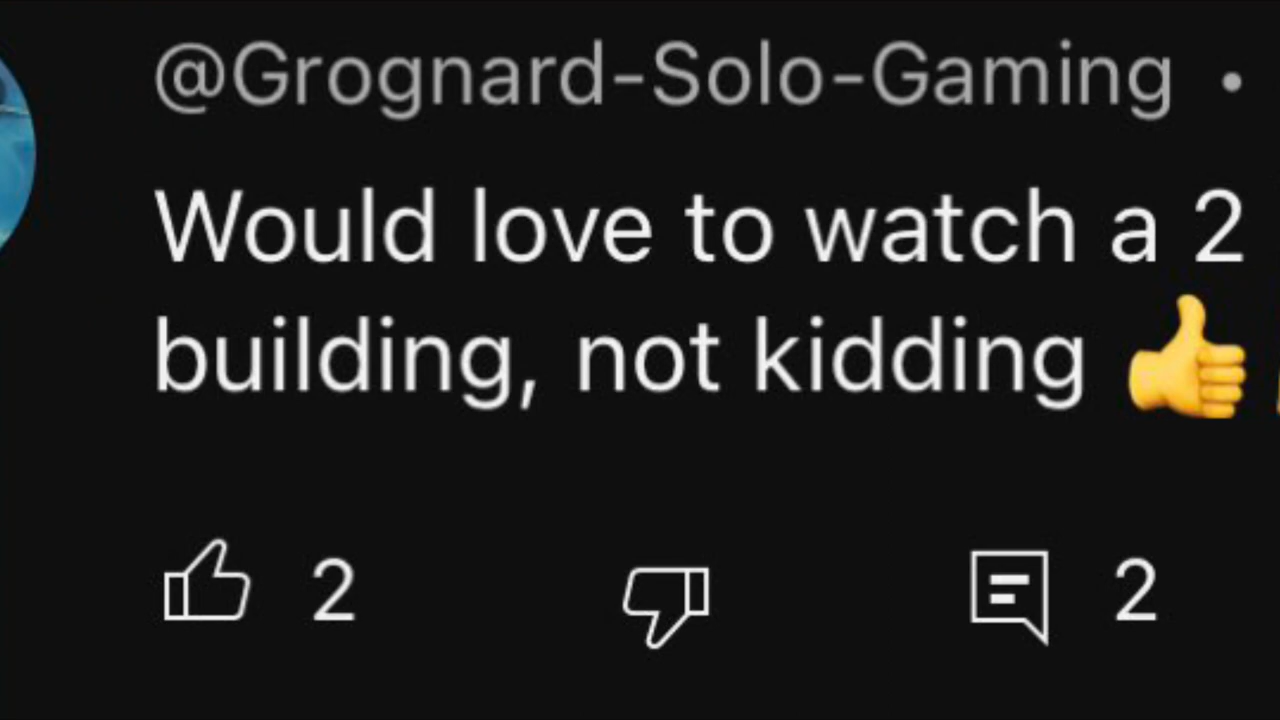 @Grognard-Solo-Gaming •
Would love to watch a 2
building, not kidding 👍
2 2